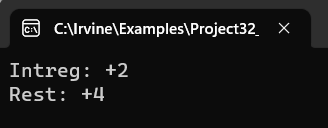 C:\Irvine\Examples\Project32_
Intreg: +2
Rest: +4